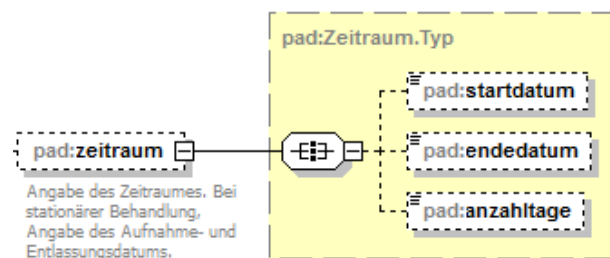 pad:Zeitraum.Typ
pad:startdatum
pad:zeitraum
pad:endedatum
pad:anzahltage
Angabe des Zeitraumes. Bei
stationärer Behandlung,
Angabe des Aufnahme- und
Entlassungsdatums.